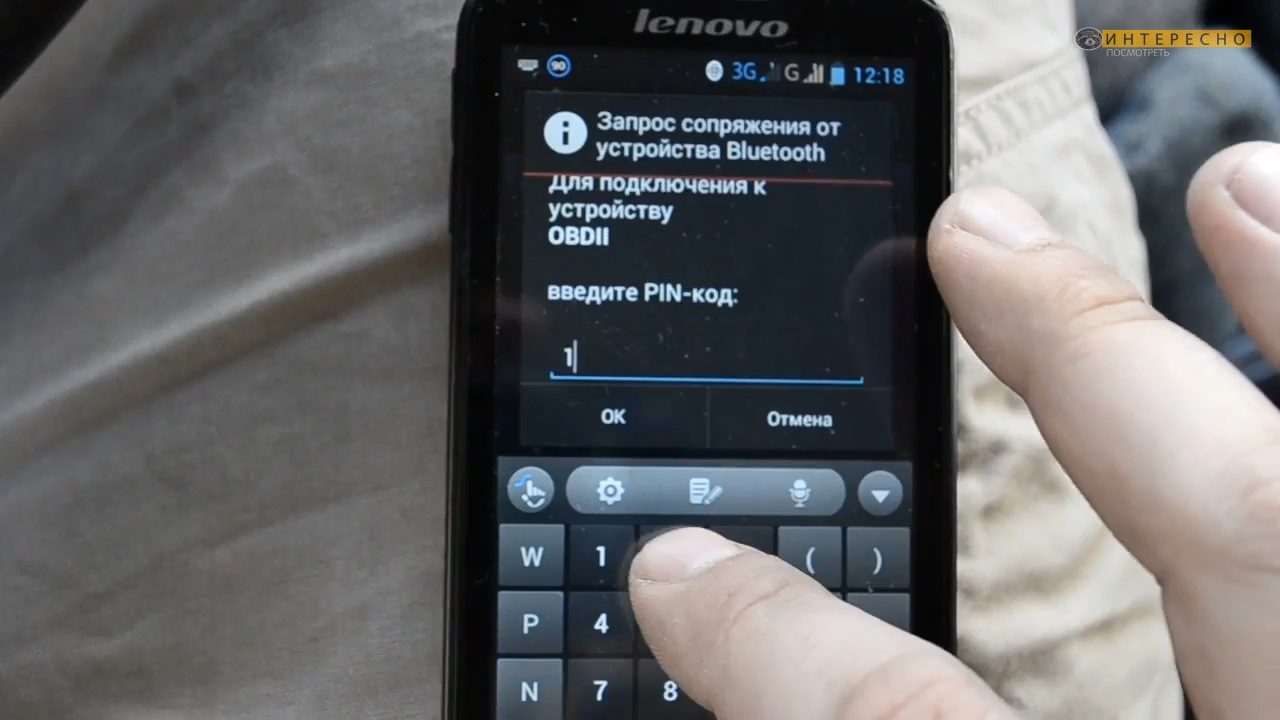 lenovo
ИНТЕРЕСНО
ПОСМОТРЕТЬ
90 3G G 12:18
Запрос сопряжения от
устройства Bluetooth
Для подключения к
устройству
OBDII
введите PIN-код:
1
ОК Отмена
W 1 ( )
P 4
N 7 8